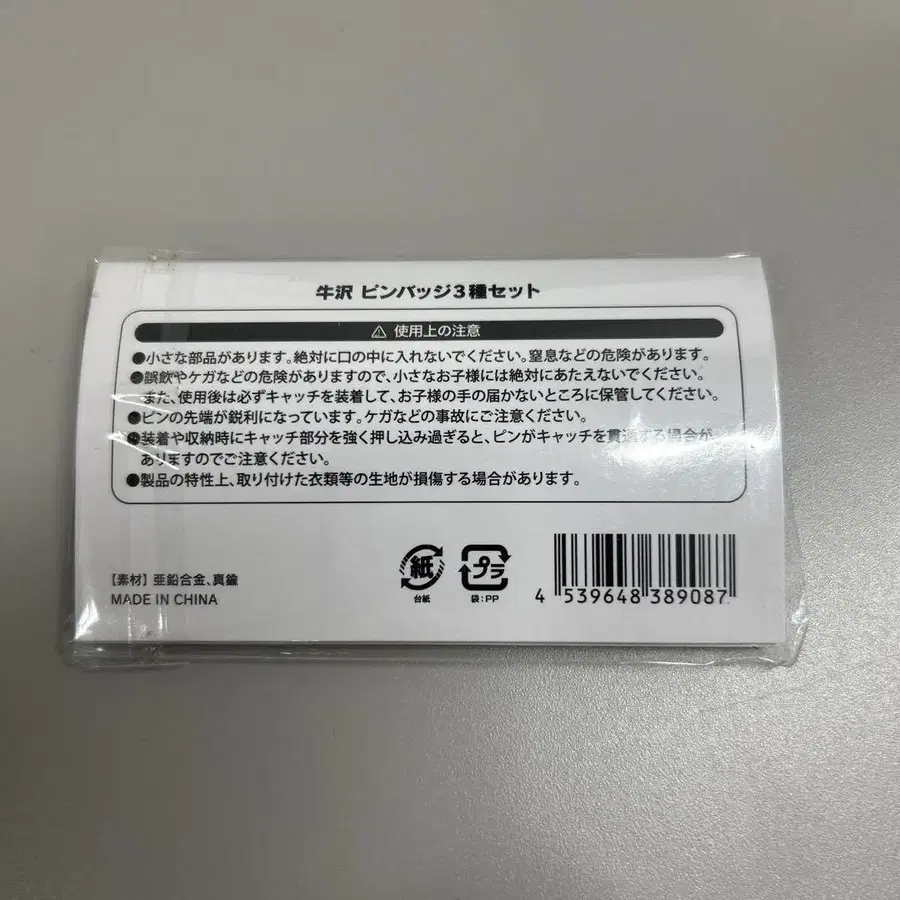 牛沢 ピンバッジ3種セット
⚠ 使用上の注意
●小さな部品があります。絶対に口の中に入れないでください。窒息などの危険があります。
●誤飲やケガなどの危険がありますので、小さなお子様には絶対にあたえないでください。
また、使用後は必ずキャッチを装着して、お子様の手の届かないところに保管してください。
●ピンの先端が鋭利になっています。ケガなどの事故にご注意ください。
●装着や収納時にキャッチ部分を強く押し込み過ぎると、ピンがキャッチを貫通する場合が
ありますのでご注意ください。
●製品の特性上、取り付けた衣類等の生地が損傷する場合があります。
【素材】亜鉛合金、真鍮
MADE IN CHINA
紙
台紙
プラ
袋:PP
4 539648 389087